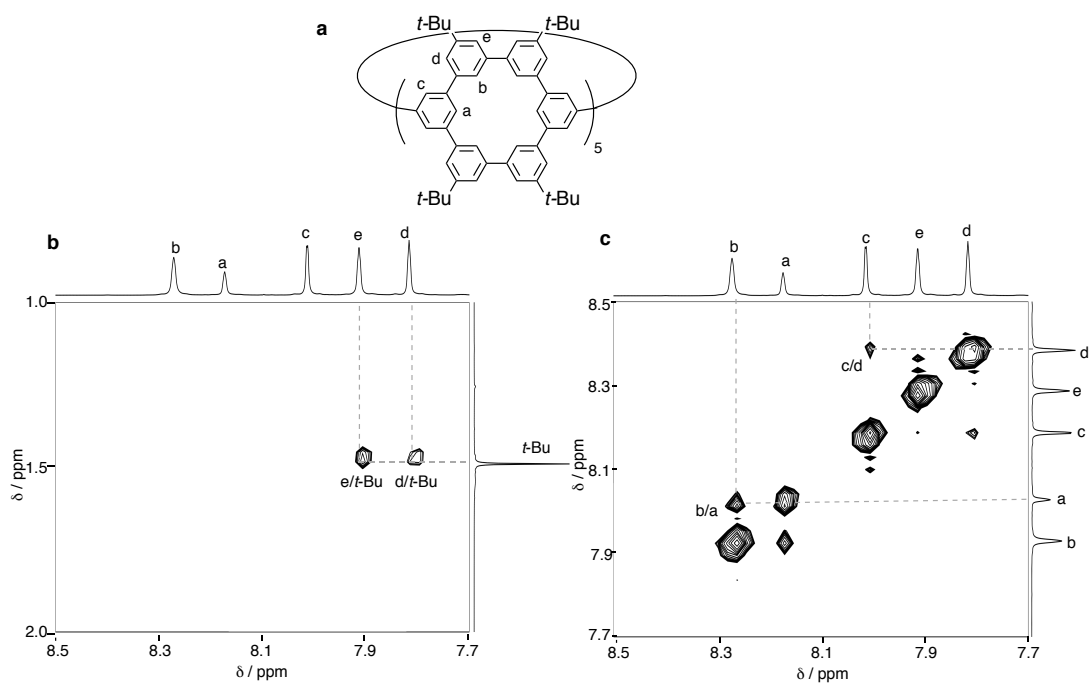 a
t-Bu t-Bu
e
d
c b
a
5
t-Bu t-Bu
b
b a c e d
1.0
1.5
2.0
δ / ppm
t-Bu
e/t-Bu d/t-Bu
8.5 8.3 8.1 7.9 7.7
δ / ppm
c
b a c e d
8.5
8.3
8.1
7.9
7.7
δ / ppm
c/d
b/a
d
e
c
a
b
8.5 8.3 8.1 7.9 7.7
δ / ppm